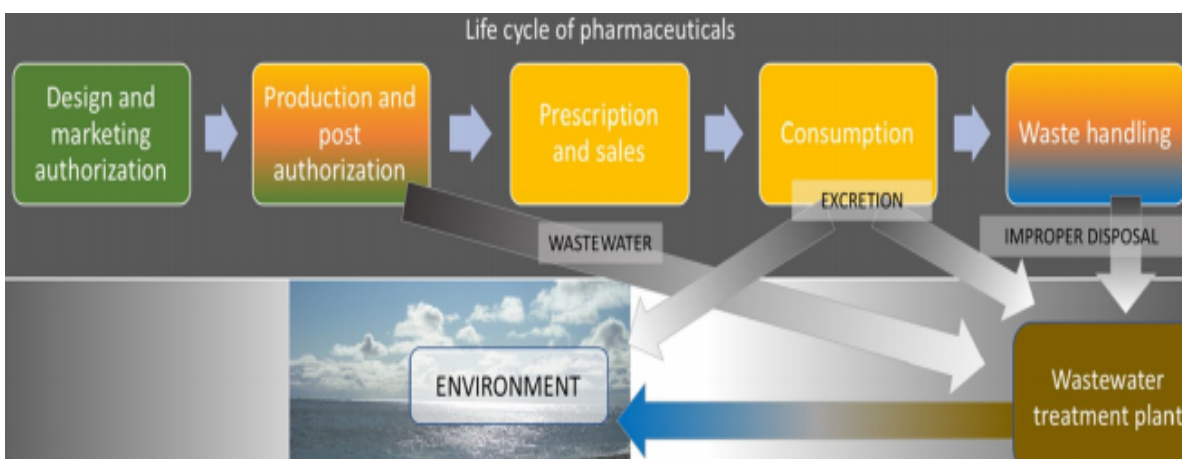 Life cycle of pharmaceuticals
Design and
marketing
authorization
Production and
post
authorization
Prescription
and sales
Consumption
Waste handling
EXCRETION
WASTEWATER
IMPROPER DISPOSAL
ENVIRONMENT
Wastewater
treatment plant